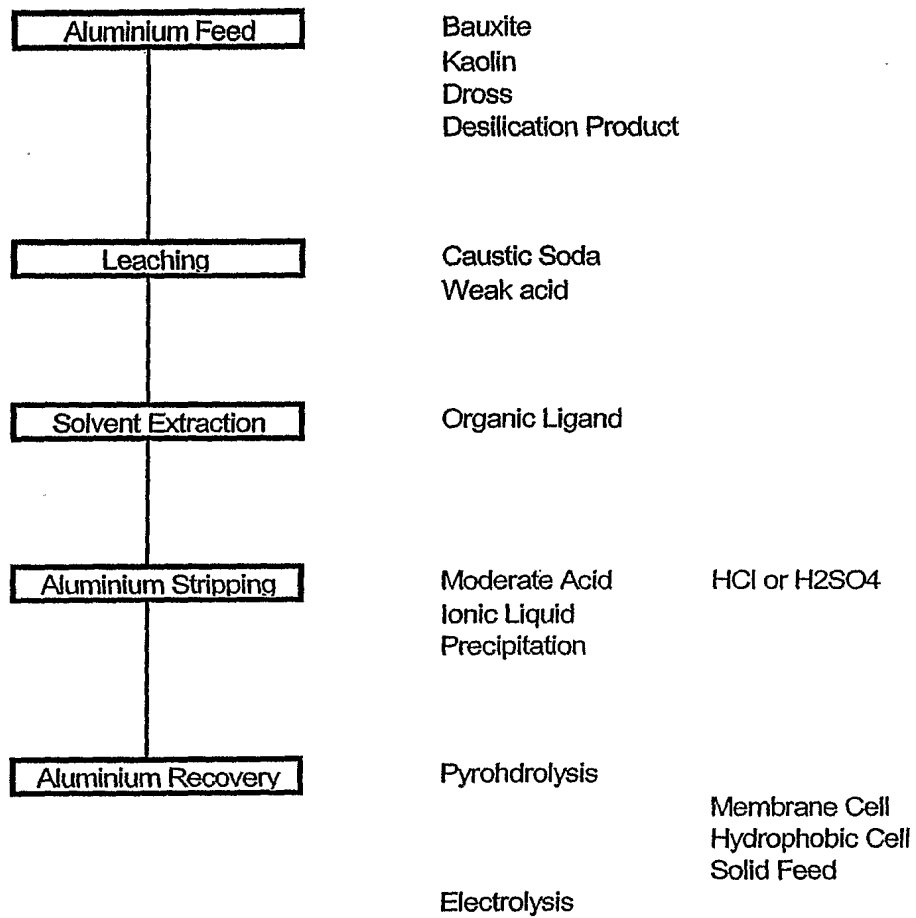 Aluminium Feed Bauxite
Kaolin
Dross
Desilication Product
Leaching Caustic Soda
Weak acid
Solvent Extraction Organic Ligand
Aluminium Stripping Moderate Acid HCl or H2SO4
Ionic Liquid
Precipitation
Aluminium Recovery Pyrohdrolysis
Membrane Cell
Hydrophobic Cell
Solid Feed
Electrolysis